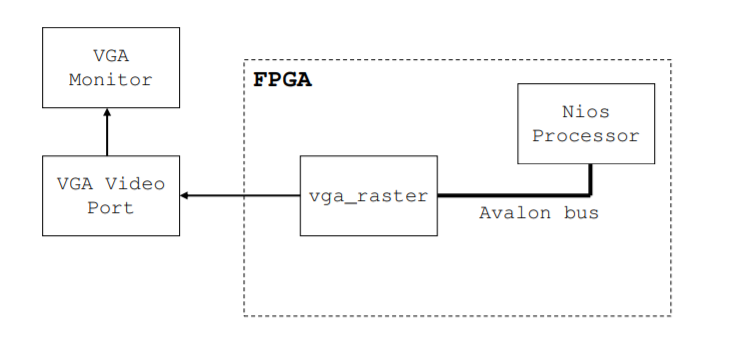 VGA
Monitor
FPGA
Nios
Processor
VGA Video
Port
vga_raster
Avalon bus